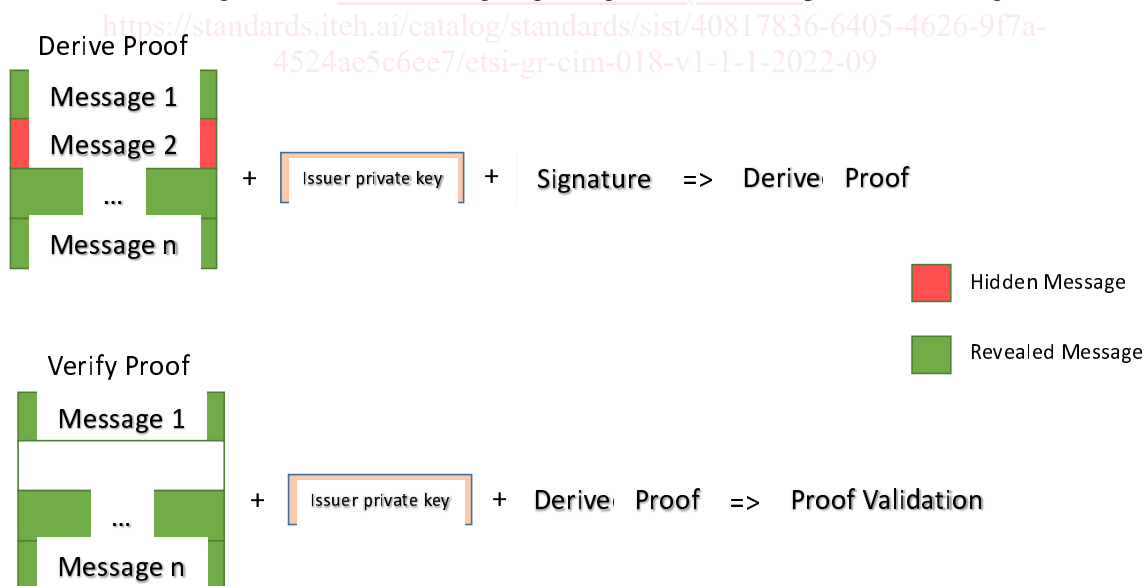 https://standards.iteh.ai/catalog/standards/sist/40817836-6405-4626-9f7a-
4524ae5c6ee7/etsi-gr-cim-018-v1-1-1-2022-09
Derive Proof
Message 1
Message 2
...
Message n
+ Issuer private key + Signature => Derive Proof
Hidden Message
Revealed Message
Verify Proof
Message 1
...
Message n
+ Issuer private key + Derive Proof => Proof Validation